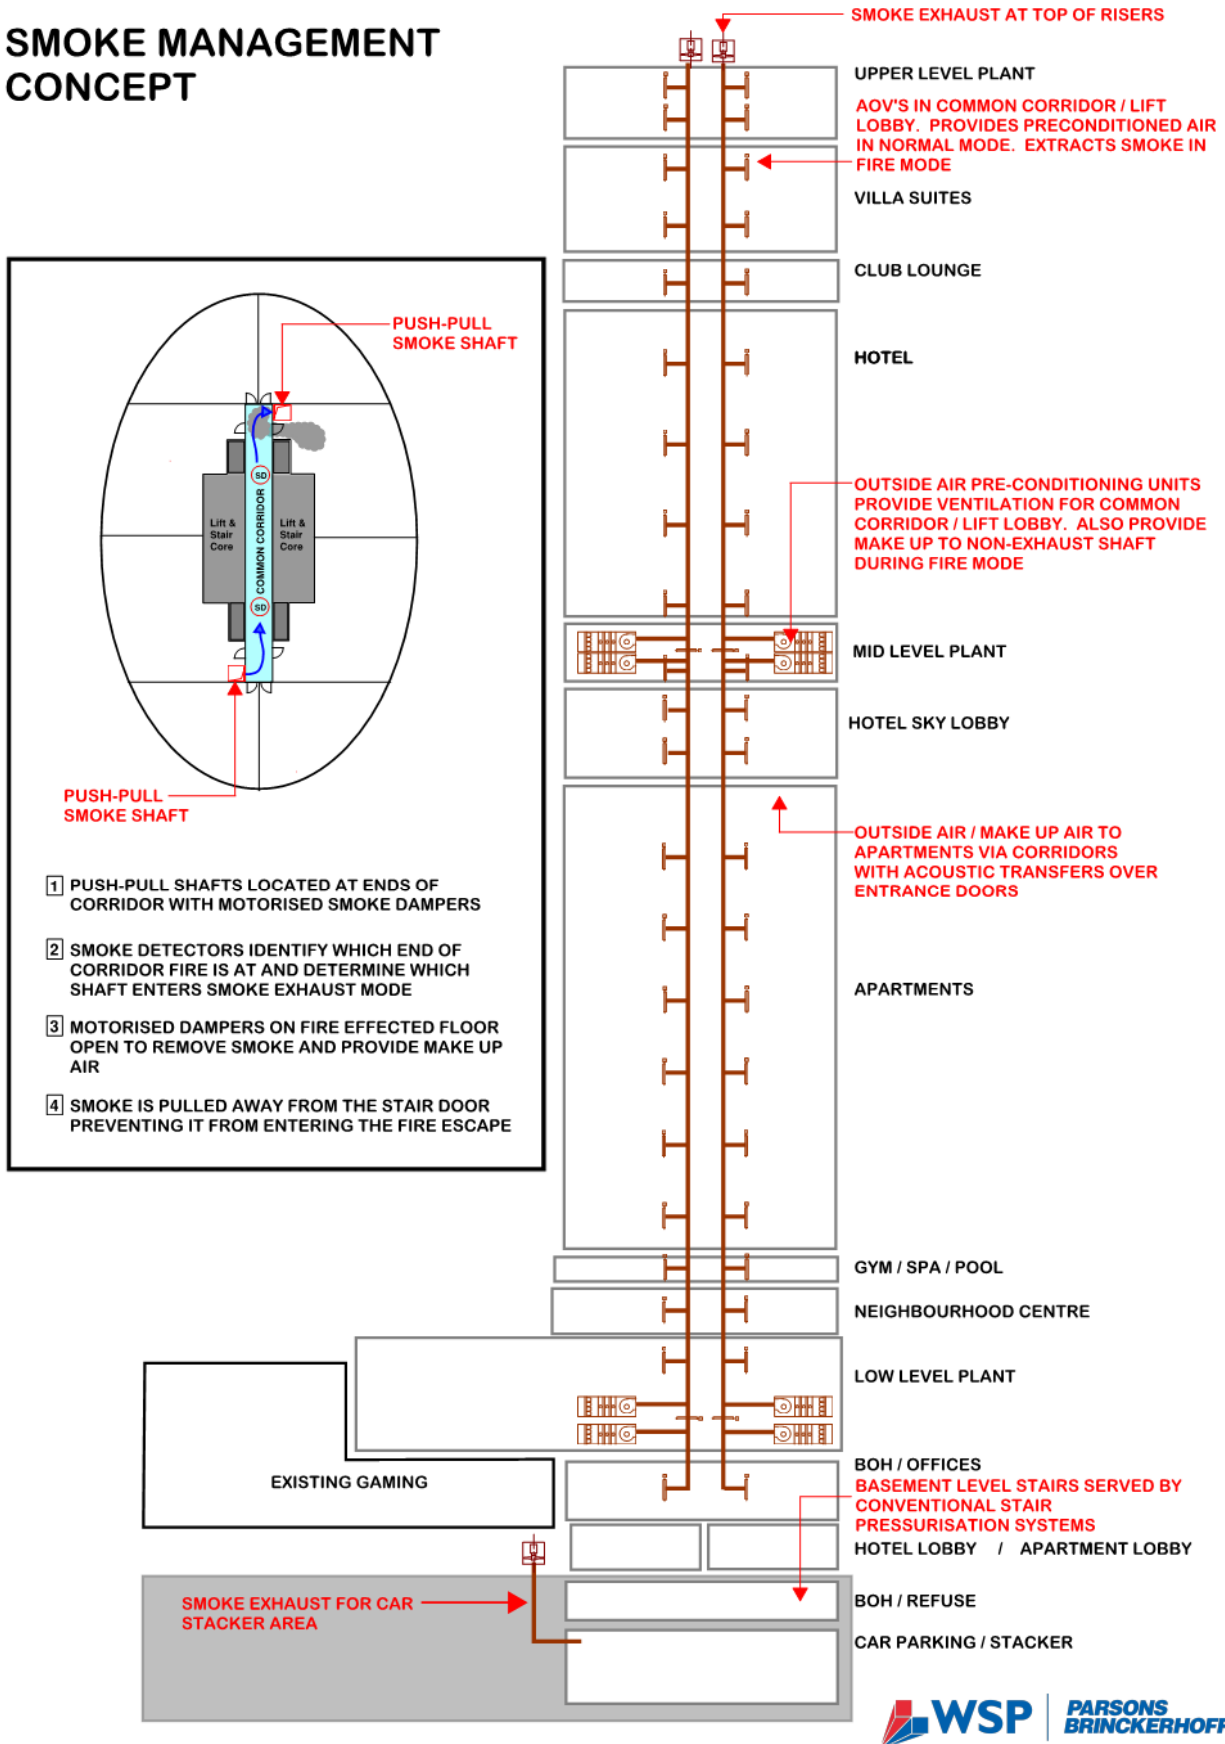 SMOKE MANAGEMENT
CONCEPT
SMOKE EXHAUST AT TOP OF RISERS
UPPER LEVEL PLANT
AOV'S IN COMMON CORRIDOR / LIFT
LOBBY. PROVIDES PRECONDITIONED AIR
IN NORMAL MODE. EXTRACTS SMOKE IN
FIRE MODE
VILLA SUITES
CLUB LOUNGE
HOTEL
OUTSIDE AIR PRE-CONDITIONING UNITS
PROVIDE VENTILATION FOR COMMON
CORRIDOR / LIFT LOBBY. ALSO PROVIDE
MAKE UP TO NON-EXHAUST SHAFT
DURING FIRE MODE
MID LEVEL PLANT
HOTEL SKY LOBBY
OUTSIDE AIR / MAKE UP AIR TO
APARTMENTS VIA CORRIDORS
WITH ACOUSTIC TRANSFERS OVER
ENTRANCE DOORS
APARTMENTS
GYM / SPA / POOL
NEIGHBOURHOOD CENTRE
LOW LEVEL PLANT
BOH / OFFICES
BASEMENT LEVEL STAIRS SERVED BY
CONVENTIONAL STAIR
PRESSURISATION SYSTEMS
HOTEL LOBBY / APARTMENT LOBBY
BOH / REFUSE
CAR PARKING / STACKER
PUSH-PULL
SMOKE SHAFT
SD
COMMON CORRIDOR
Lift &
Stair
Core
Lift &
Stair
Core
SD
PUSH-PULL
SMOKE SHAFT
1 PUSH-PULL SHAFTS LOCATED AT ENDS OF
CORRIDOR WITH MOTORISED SMOKE DAMPERS
2 SMOKE DETECTORS IDENTIFY WHICH END OF
CORRIDOR FIRE IS AT AND DETERMINE WHICH
SHAFT ENTERS SMOKE EXHAUST MODE
3 MOTORISED DAMPERS ON FIRE EFFECTED FLOOR
OPEN TO REMOVE SMOKE AND PROVIDE MAKE UP
AIR
4 SMOKE IS PULLED AWAY FROM THE STAIR DOOR
PREVENTING IT FROM ENTERING THE FIRE ESCAPE
EXISTING GAMING
SMOKE EXHAUST FOR CAR
STACKER AREA
WSP
PARSONS
BRINCKERHOFF